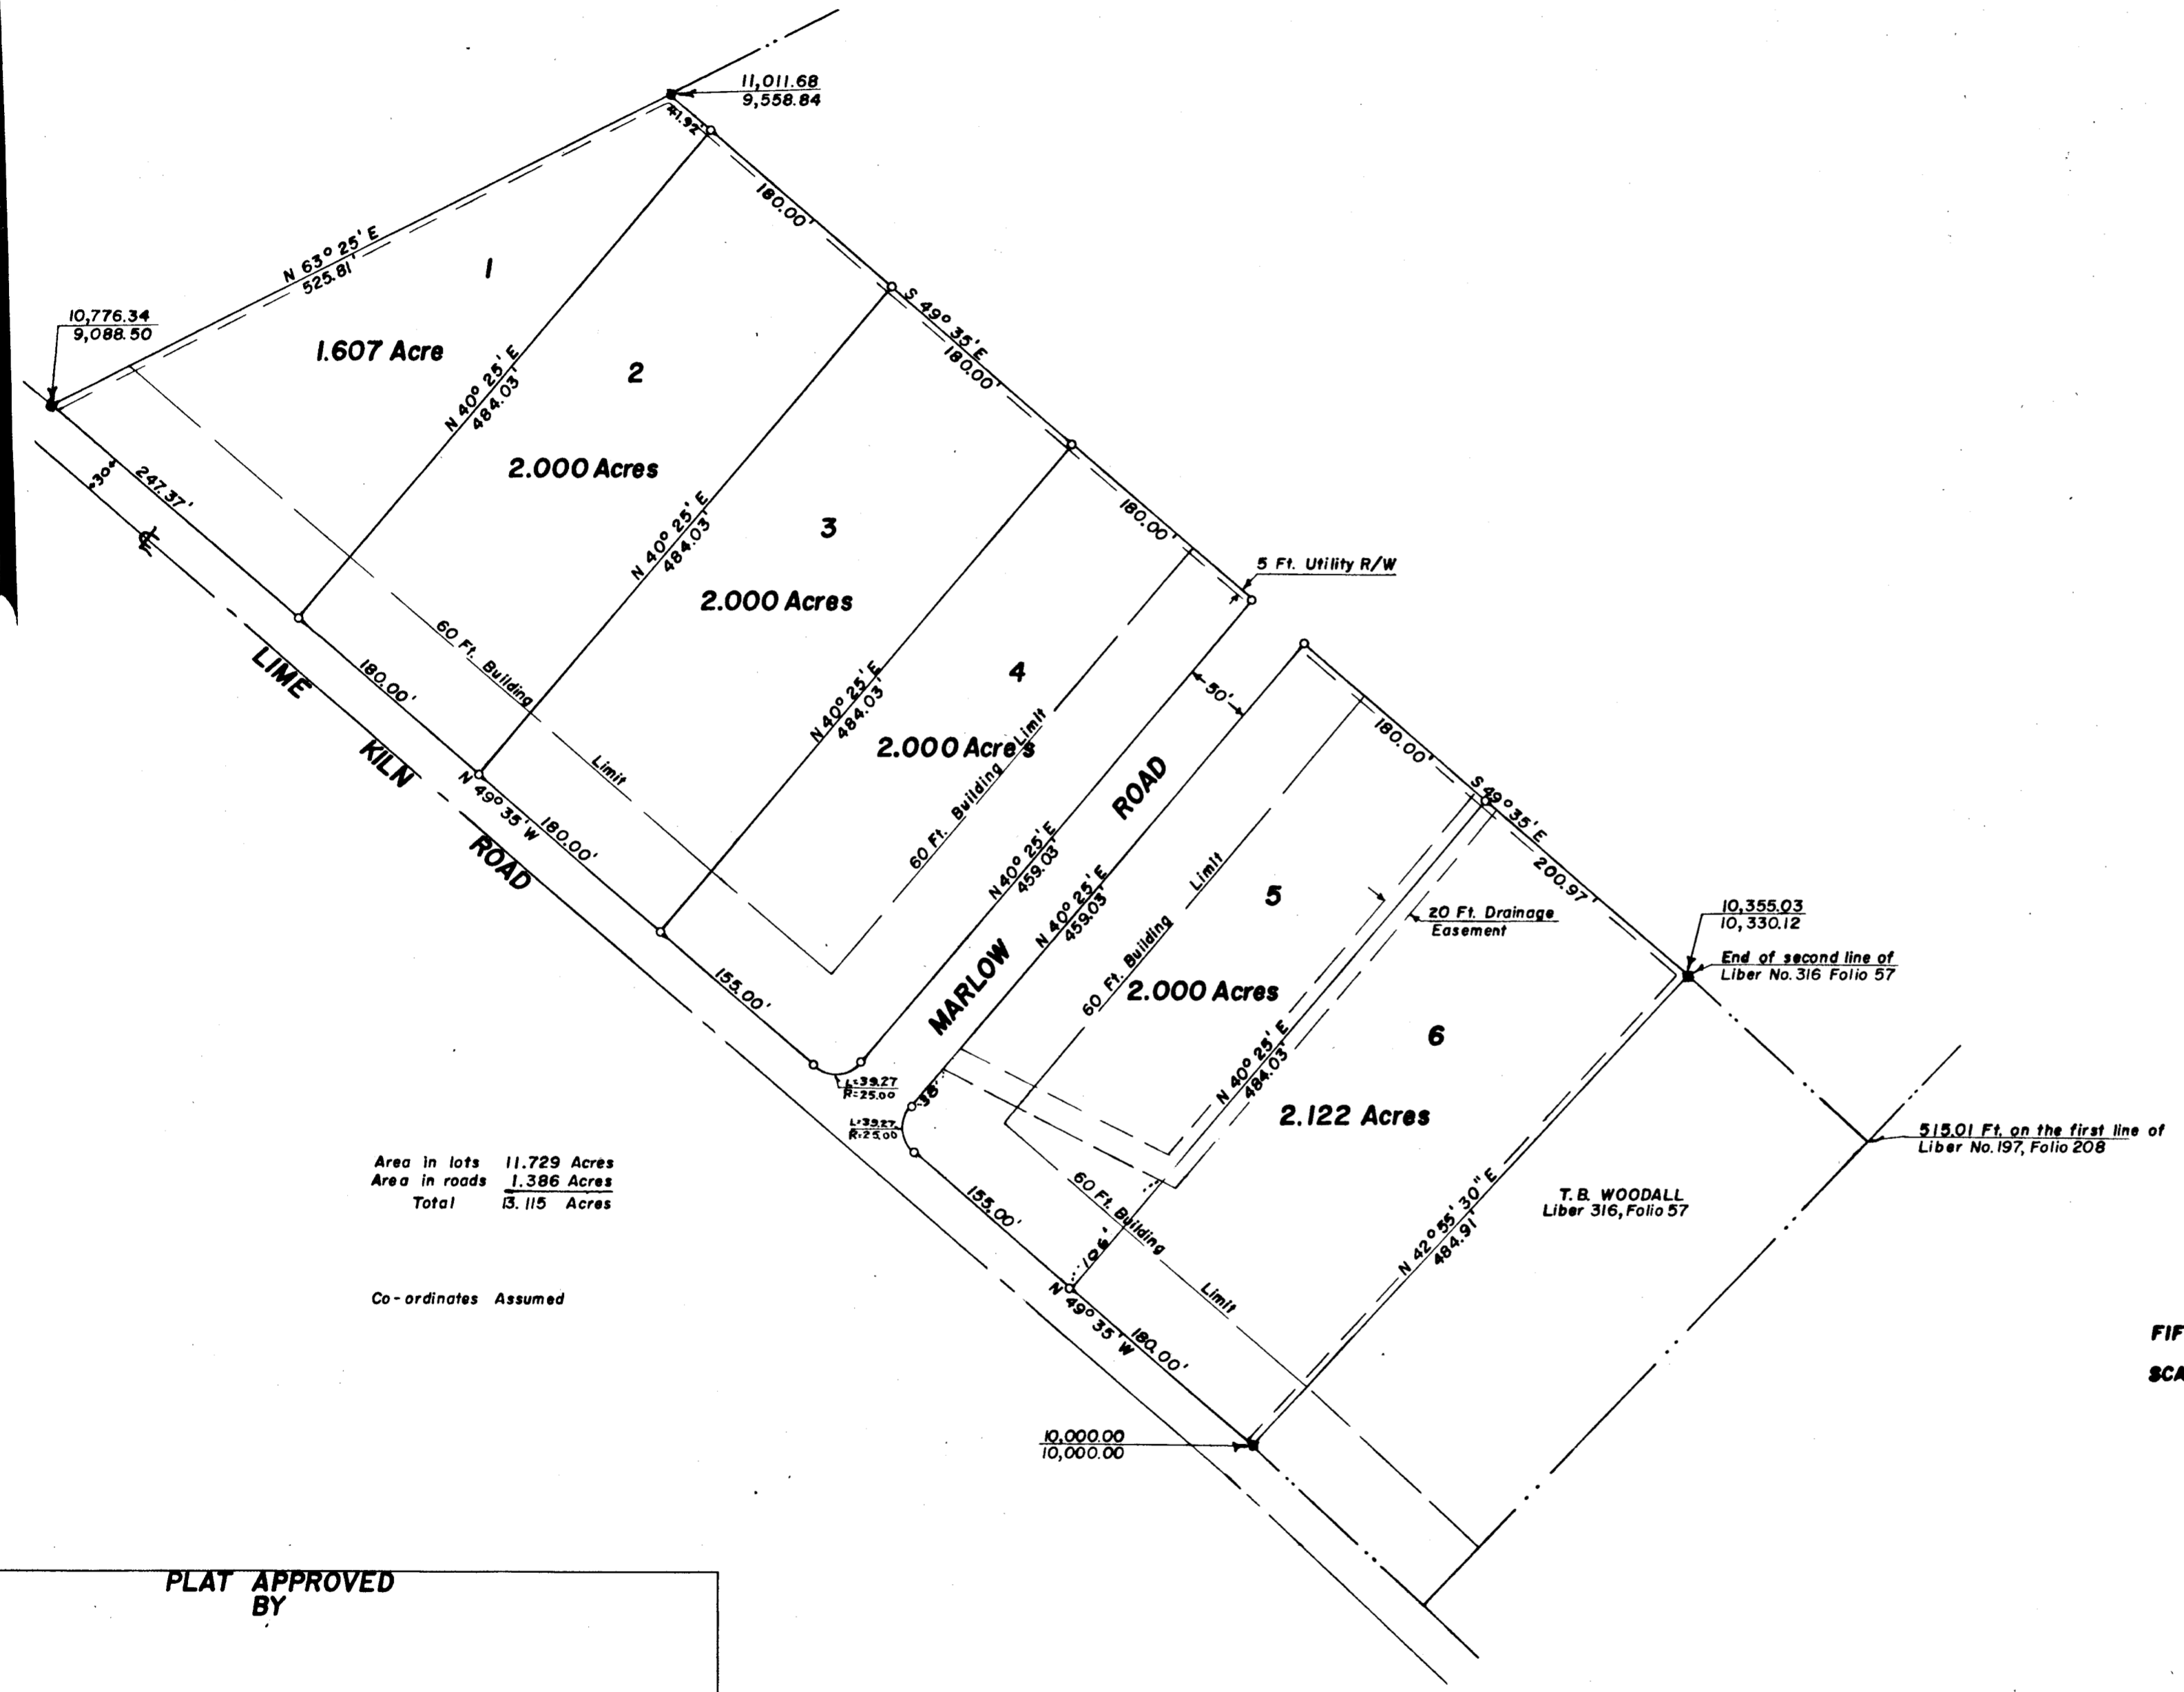 11,011.68
9,558.84
41.92'
180.00'
N 63° 25' E
525.81'
1
1.607 Acre
10,776.34
9,088.50
N 40° 25' E
484.03'
2
2.000 Acres
S 49° 35' E
180.00'
247.37'
N 40° 25' E
484.03'
3
2.000 Acres
180.00'
5 Ft. Utility R/W
60 Ft. Building
Limit
180.00'
LIME
KILN
ROAD
N 49° 35' W
180.00'
N 40° 25' E
484.03'
4
2.000 Acres
60 Ft. Building Limit
50'
N 40° 25' E
459.03'
MARLOW
ROAD
N 40° 25' E
459.03'
155.00'
L=39.27
R=25.00
L=39.27
R=25.00
38'
180.00'
S 49° 35' E
200.97'
5
60 Ft. Building
Limit
2.000 Acres
20 Ft. Drainage
Easement
10,355.03
10,330.12
End of second line of
Liber No. 316 Folio 57
N 40° 25' E
484.03'
6
2.122 Acres
515.01 Ft. on the first line of
Liber No. 197, Folio 208
T. B. WOODALL
Liber 316, Folio 57
N 42° 55' 30" E
484.91'
60 Ft. Building
Limit
155.00'
N 49° 35' W
180.00'
10,000.00
10,000.00
Area in lots 11.729 Acres
Area in roads 1.386 Acres
Total 13.115 Acres
Co-ordinates Assumed
FIF
SCA
PLAT APPROVED
BY